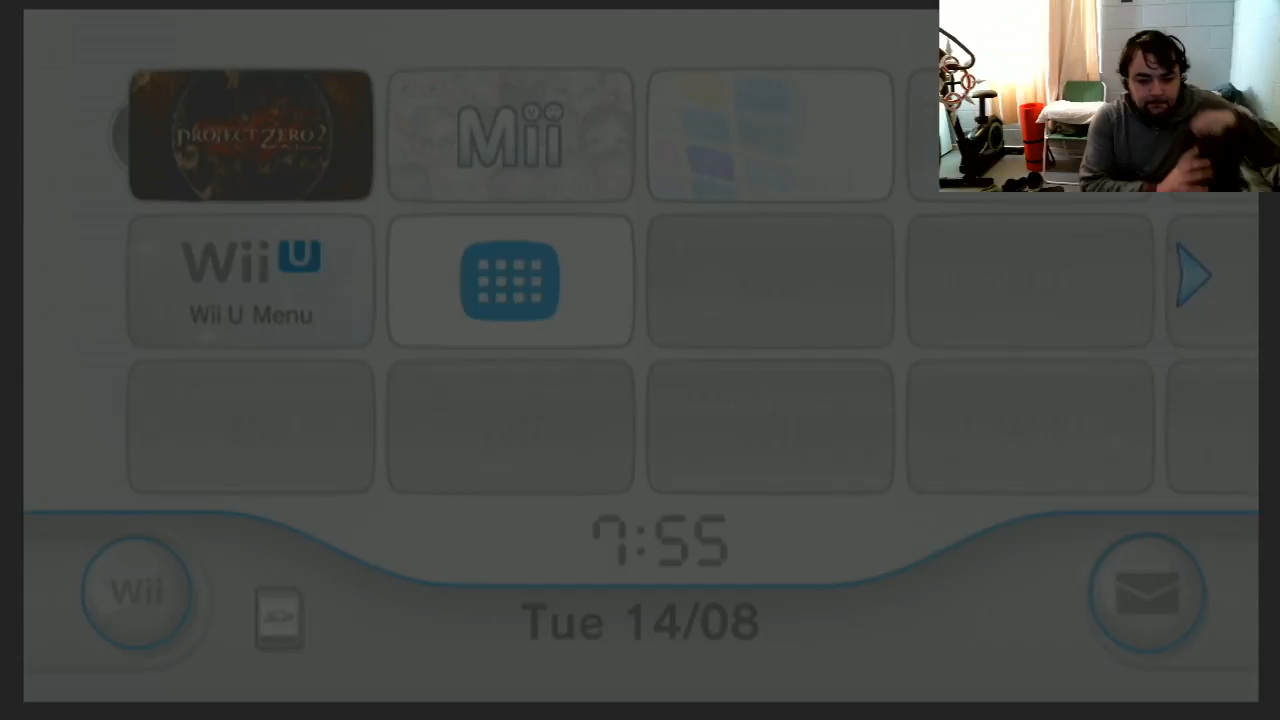 PROJECT ZERO 2
Mii
Wii U
Wii U Menu
7:55
Wii
Tue 14/08